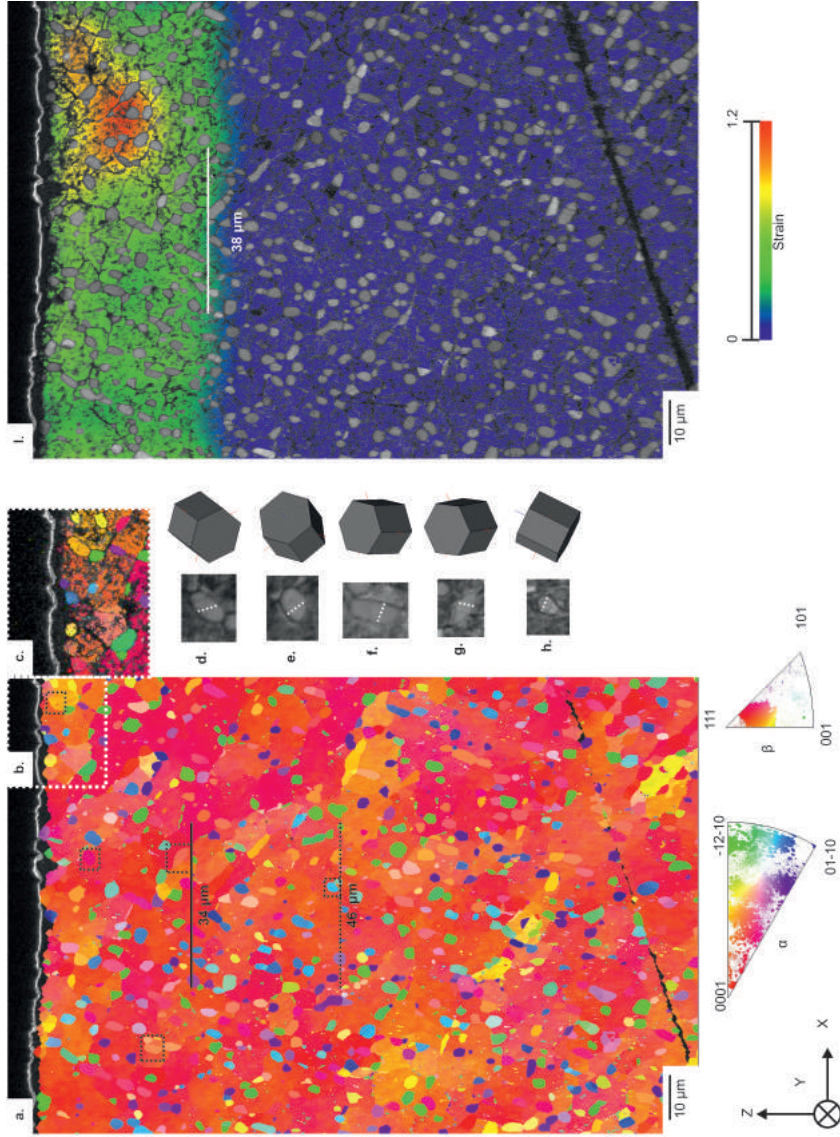 a.
b.
c.
34 µm
46 µm
10 µm
d.
e.
f.
g.
h.
I.
38 µm
10 µm
Z
Y
X
0001
-12-10
01-10
α
111
101
001
β
0
1.2
Strain